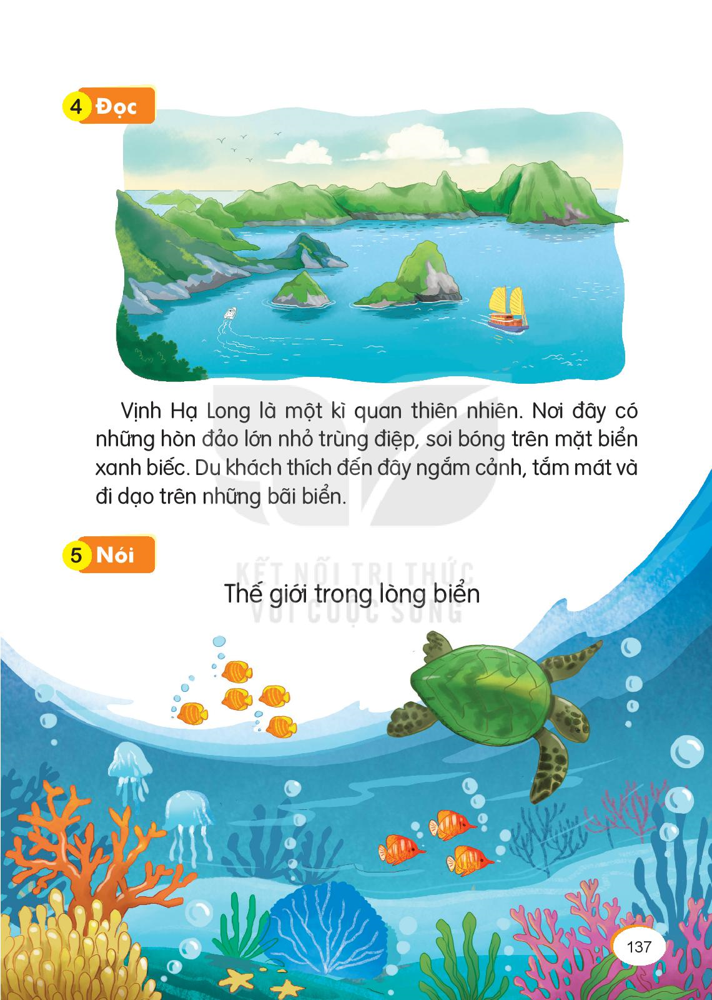 4 Đọc
Vịnh Hạ Long là một kì quan thiên nhiên. Nơi đây có
những hòn đảo lớn nhỏ trùng điệp, soi bóng trên mặt biển
xanh biếc. Du khách thích đến đây ngắm cảnh, tắm mát và
đi dạo trên những bãi biển.
5 Nói
KẾT NỐI TRI THỨC
Thế giới trong lòng biển
VỚI CUỘC SỐNG
137